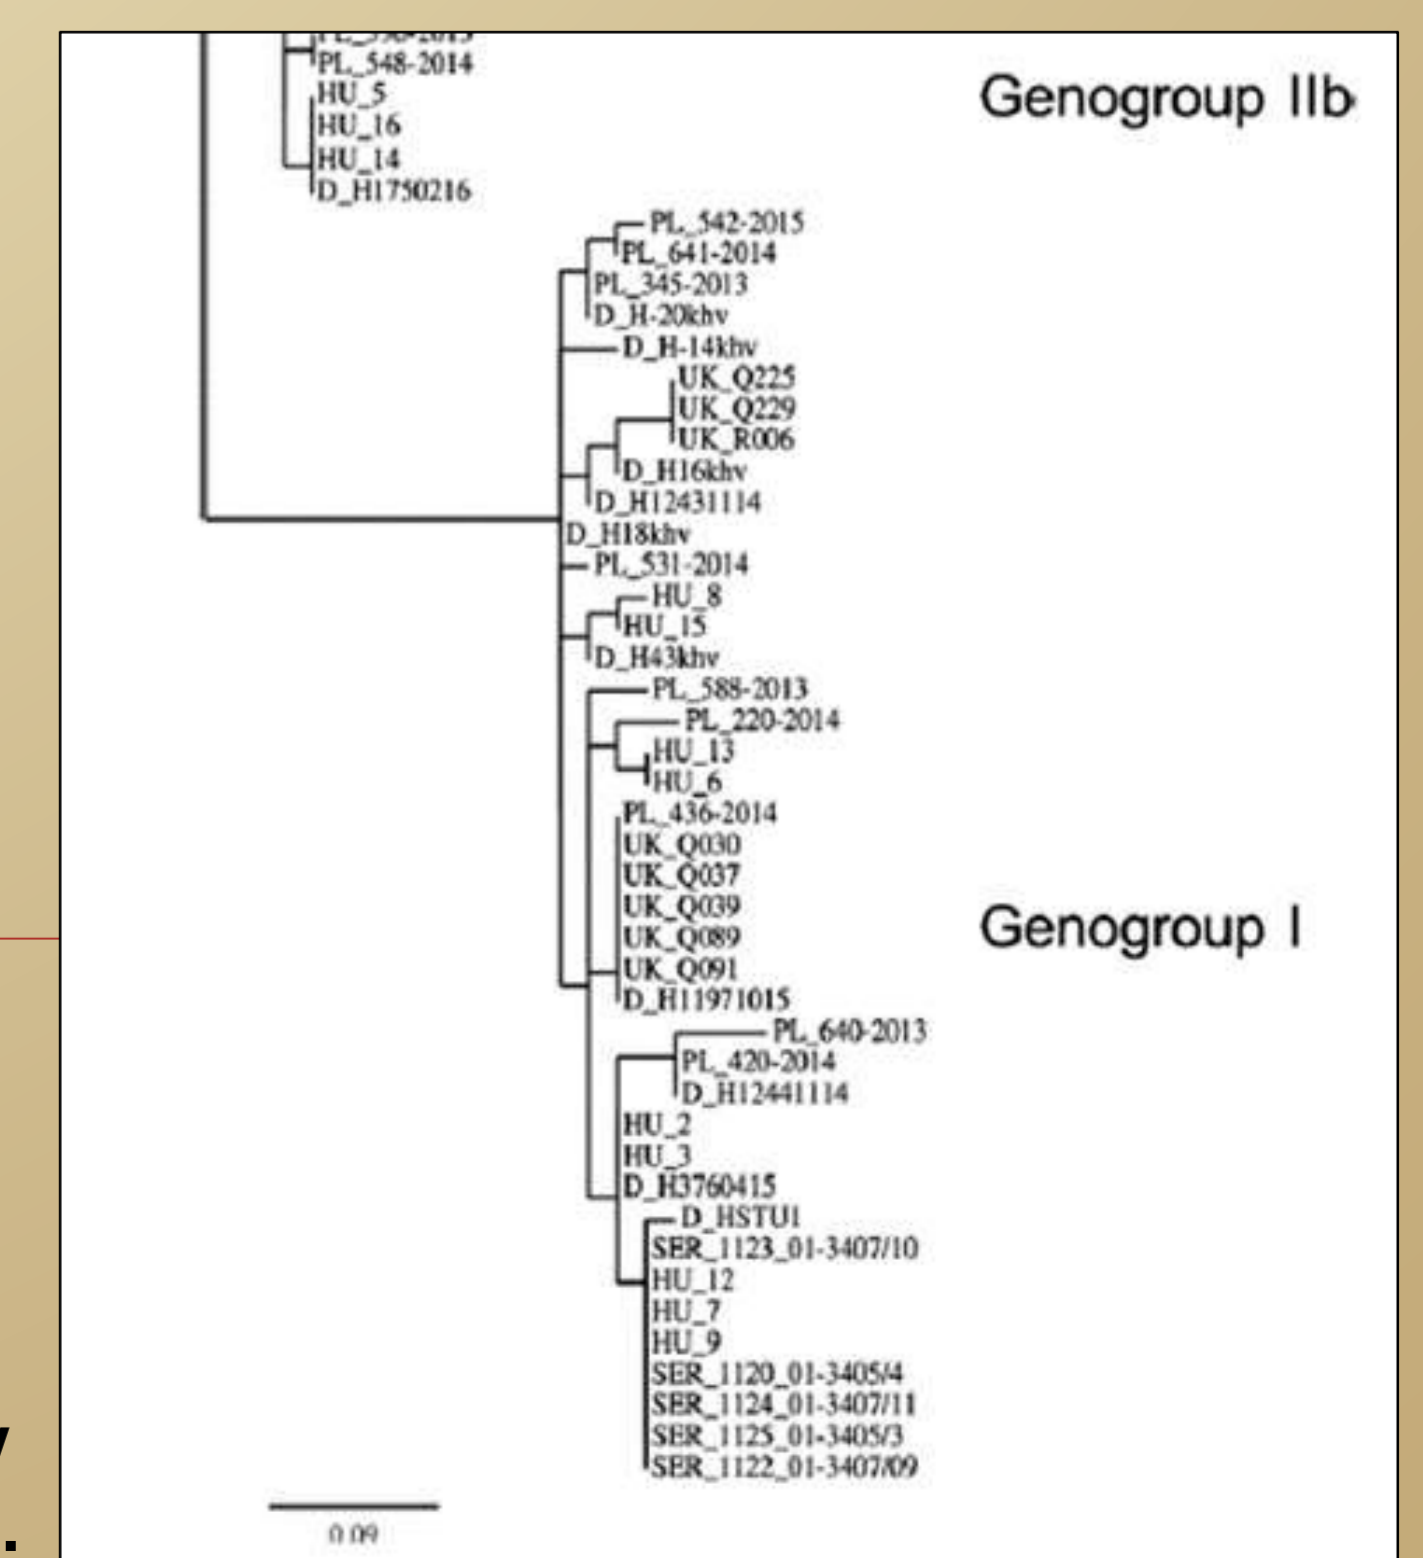 PL_548-2014
Genogroup IIb
HU_5
HU_16
HU_14
D_H1750216
PL_542-2015
PL_641-2014
PL_345-2013
D_H-20khv
D_H-14khv
UK_Q225
UK_Q229
UK_R006
D_H16khv
D_H12431114
D_H18khv
PL_531-2014
HU_8
HU_15
D_H43khv
PL_588-2013
PL_220-2014
HU_13
HU_6
PL_436-2014
UK_Q030
UK_Q037
UK_Q039
Genogroup I
UK_Q089
UK_Q091
D_H11971015
PL_640-2013
PL_420-2014
D_H12441114
HU_2
HU_3
D_H3760415
D_HSTU1
SER_1123_01-3407/10
HU_12
HU_7
HU_9
SER_1120_01-3405/4
SER_1124_01-3407/11
SER_1125_01-3405/3
SER_1122_01-3407/09
0.09